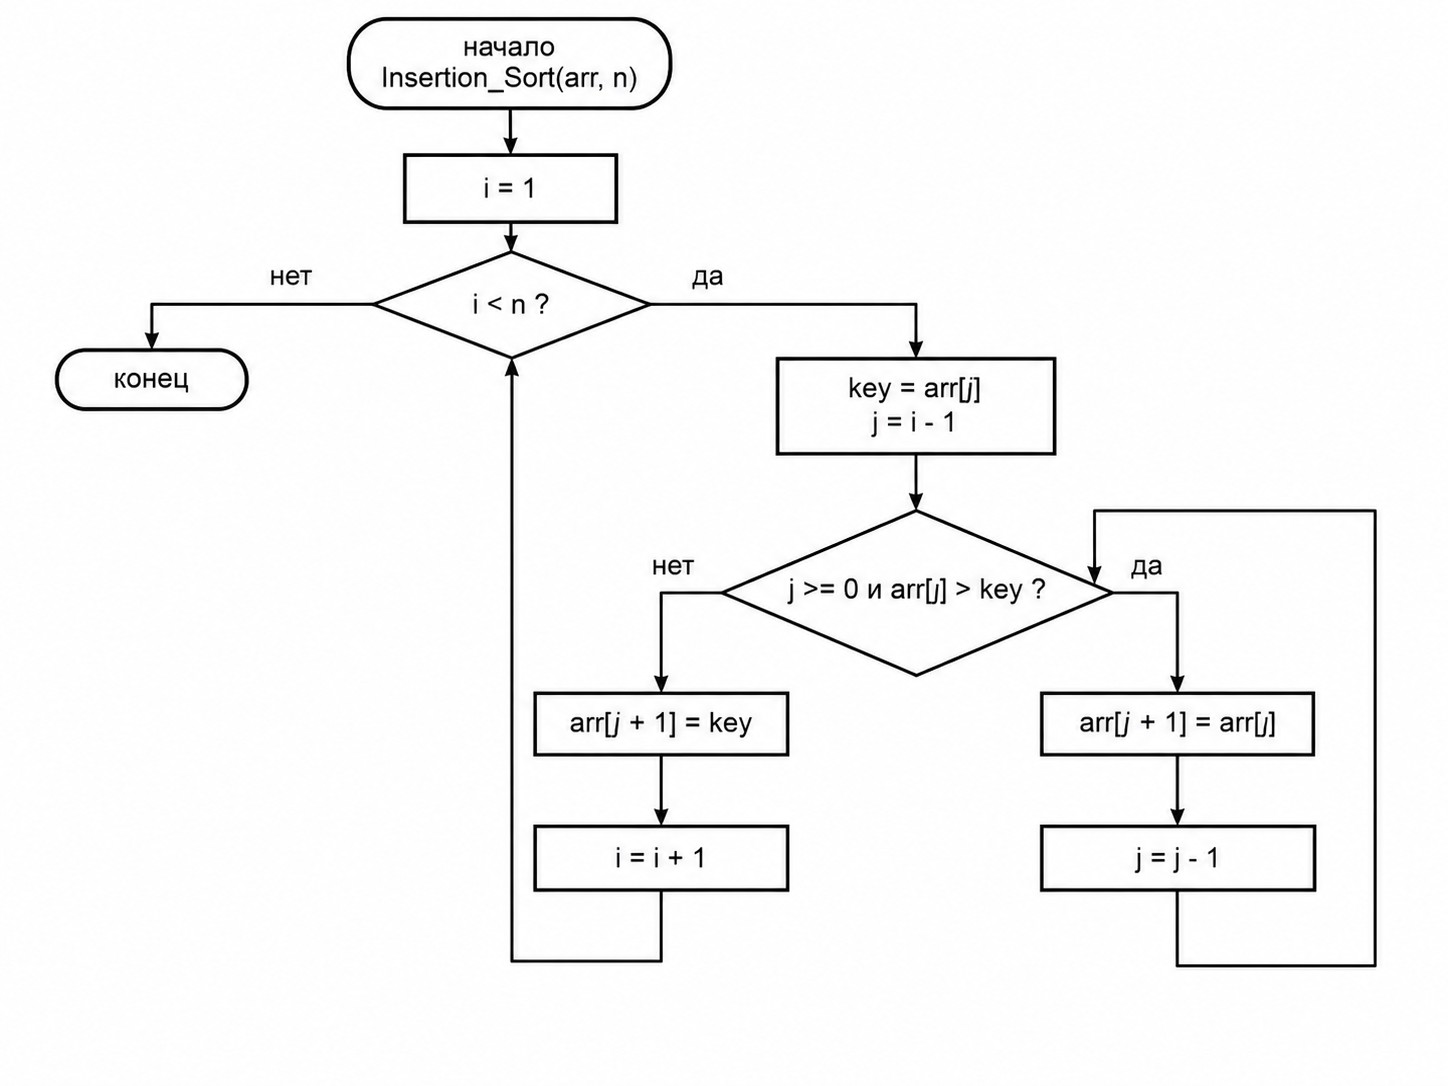 начало
Insertion_Sort(arr, n)
i = 1
нет
да
i < n ?
конец
key = arr[j]
j = i - 1
нет
да
j >= 0 и arr[j] > key ?
arr[j + 1] = key
arr[j + 1] = arr[j]
i = i + 1
j = j - 1